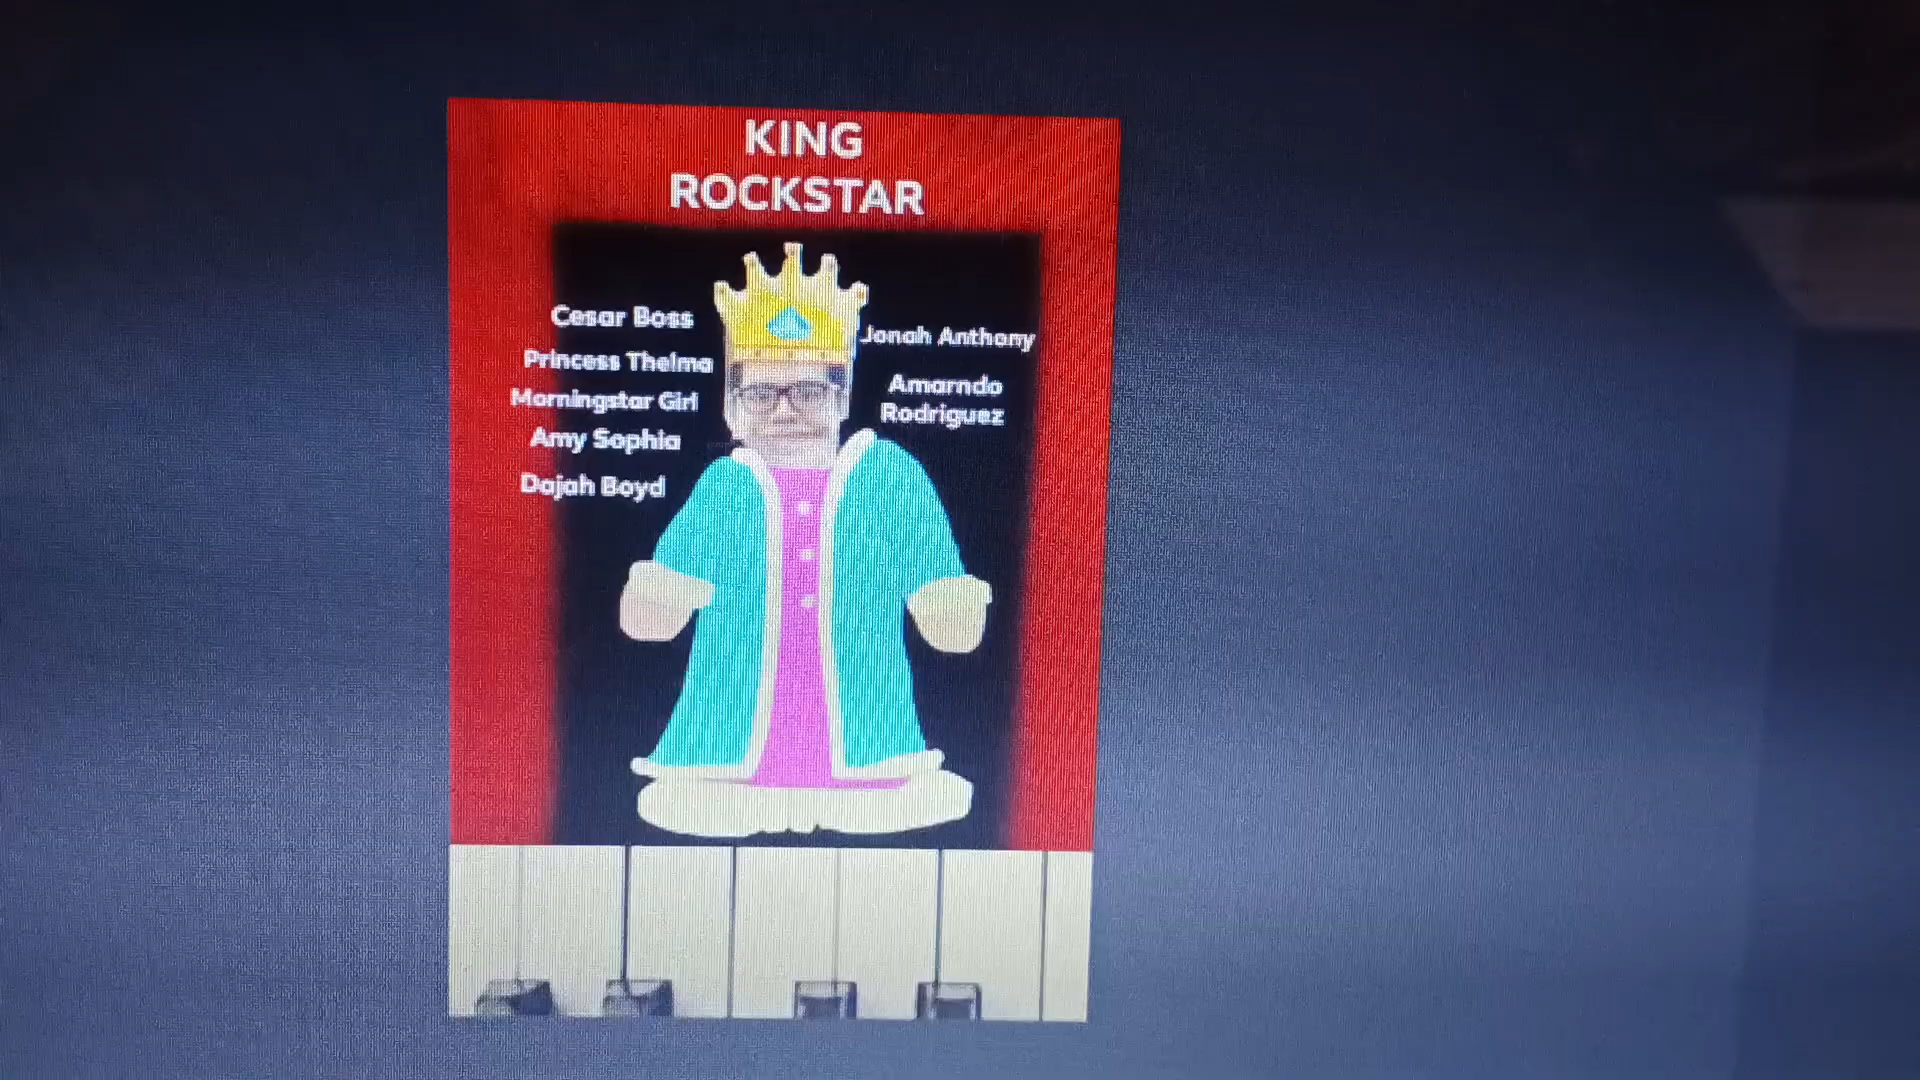 KING
ROCKSTAR
Cesar Boss
Princess Thelma
Morningstar Girl
Amy Sophia
Dajah Boyd
Jonah Anthony
Amarndo
Rodriguez